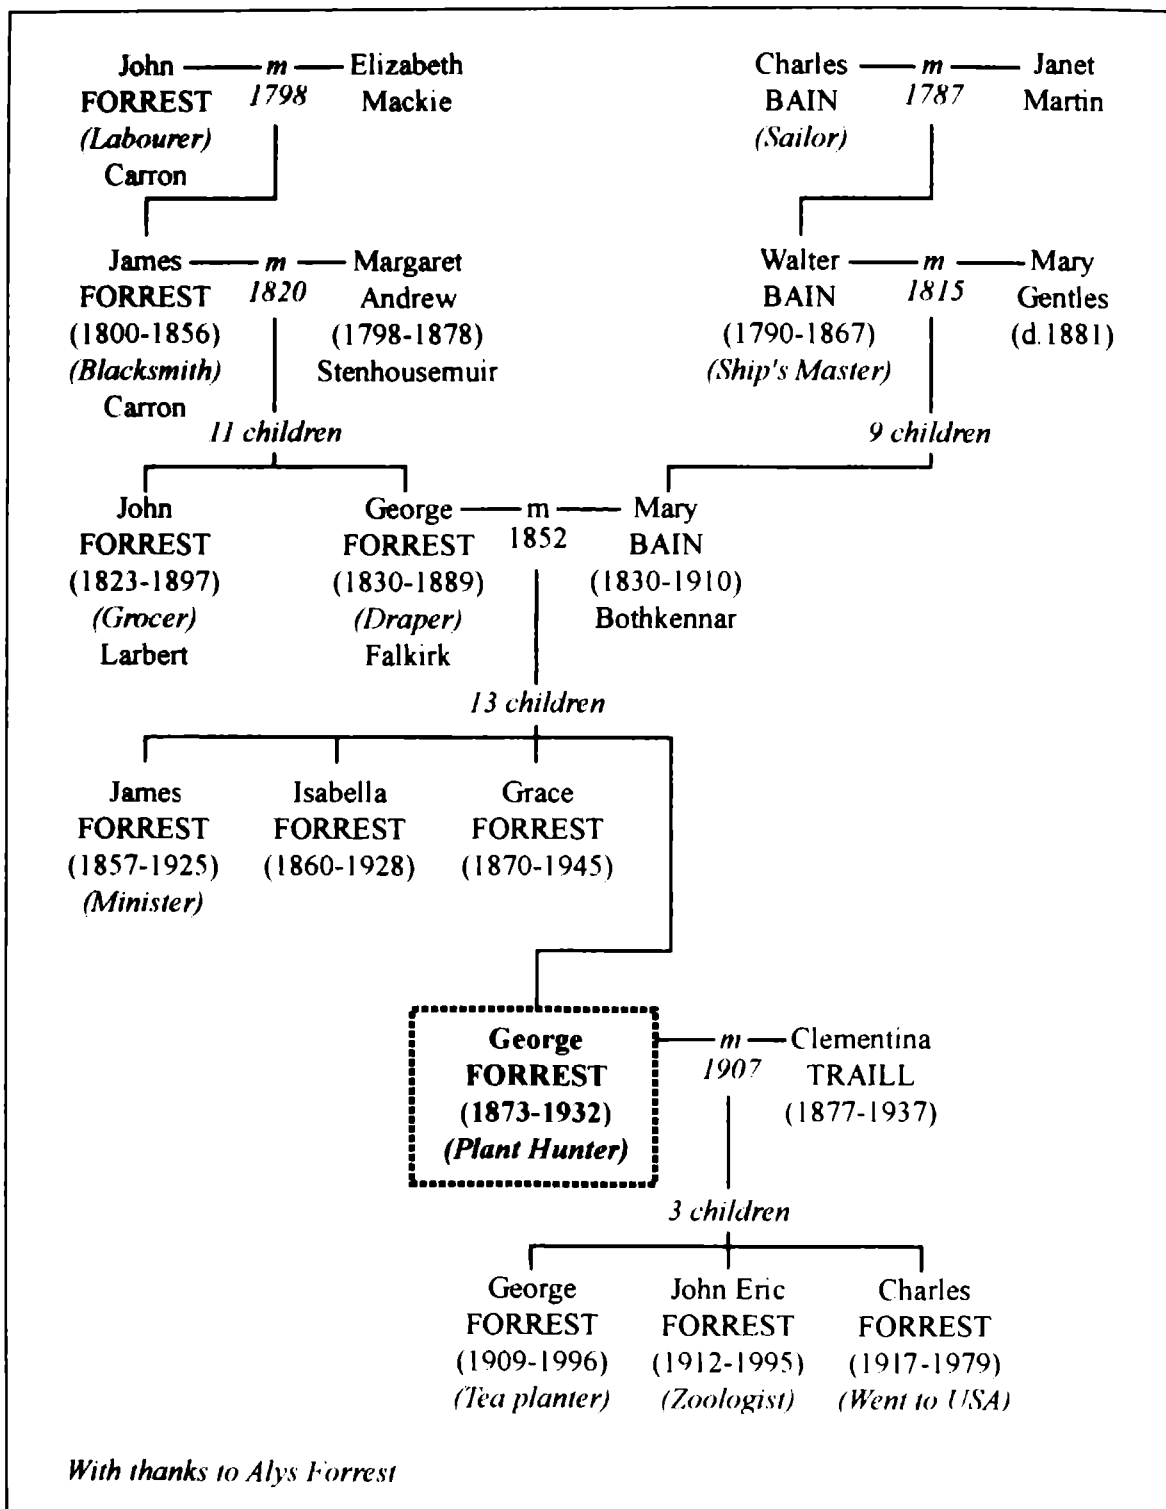 John m Elizabeth
FORREST 1798 Mackie
(Labourer)
Carron
Charles m Janet
BAIN 1787 Martin
(Sailor)
James m Margaret
FORREST 1820 Andrew
(1800-1856) (1798-1878)
(Blacksmith) Stenhousemuir
Carron
11 children
Walter m Mary
BAIN 1815 Gentles
(1790-1867) (d.1881)
(Ship's Master)
9 children
John
FORREST
(1823-1897)
(Grocer)
Larbert
George m Mary
FORREST 1852 BAIN
(1830-1889) (1830-1910)
(Draper) Bothkennar
Falkirk
13 children
James
FORREST
(1857-1925)
(Minister)
Isabella
FORREST
(1860-1928)
Grace
FORREST
(1870-1945)
George m Clementina
FORREST 1907 TRAILL
(1873-1932) (1877-1937)
(Plant Hunter)
3 children
George
FORREST
(1909-1996)
(Tea planter)
John Eric
FORREST
(1912-1995)
(Zoologist)
Charles
FORREST
(1917-1979)
(Went to USA)
With thanks to Alys Forrest